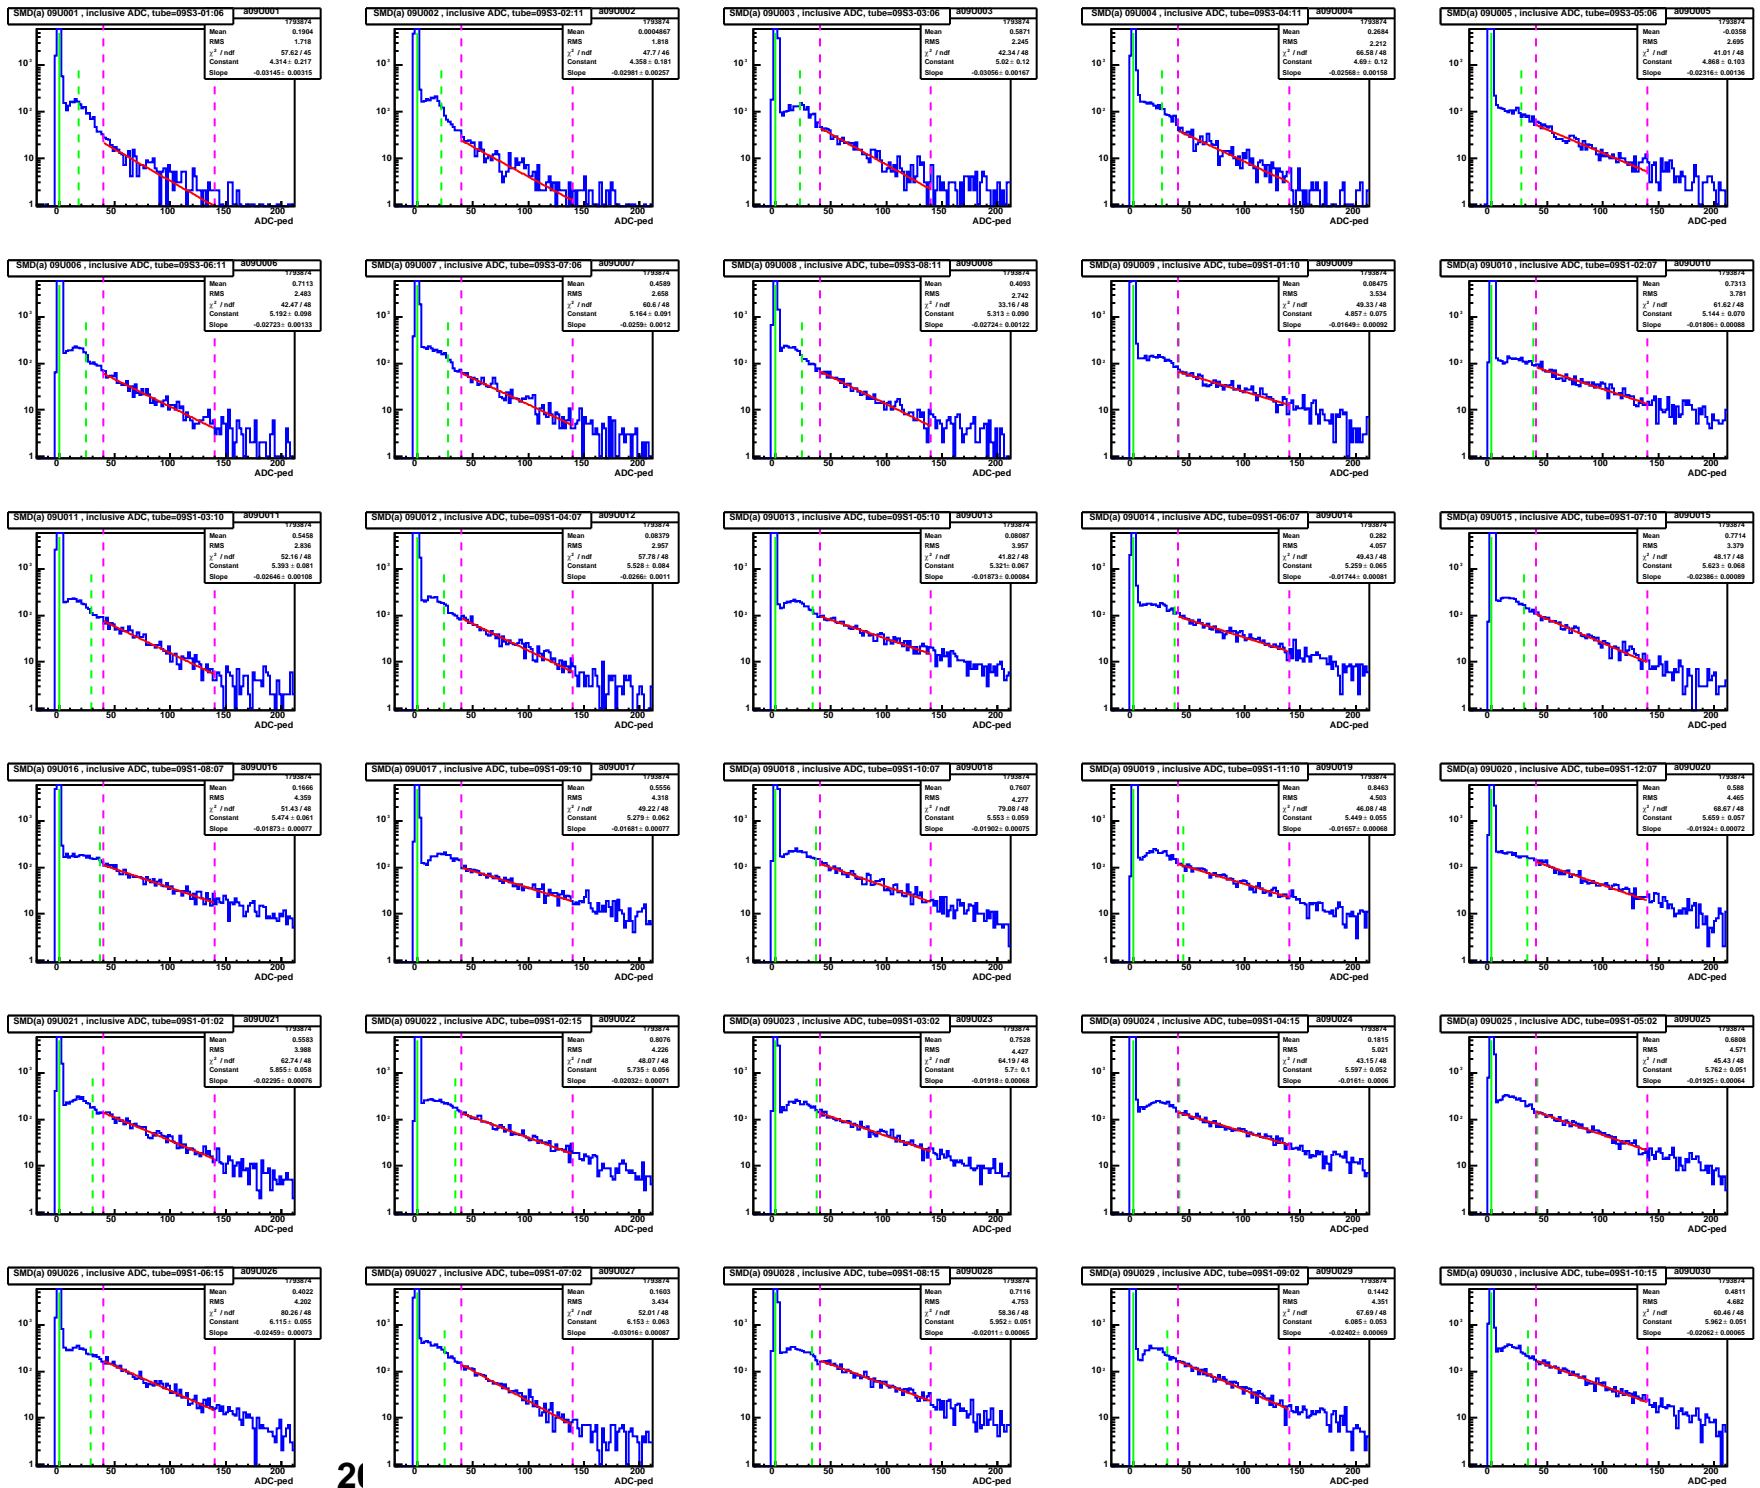 SMD(a) 09U001 , inclusive ADC, tube=09S3-01:06 a09U001
1793874
Mean 0.1904
RMS 1.718
χ² / ndf 57.62 / 45
Constant 4.314 ± 0.217
Slope -0.03145 ± 0.00315
ADC-ped
SMD(a) 09U002 , inclusive ADC, tube=09S3-02:11 a09U002
1793874
Mean 0.0004867
RMS 1.818
χ² / ndf 47.7 / 46
Constant 4.358 ± 0.181
Slope -0.02981 ± 0.00257
ADC-ped
SMD(a) 09U003 , inclusive ADC, tube=09S3-03:06 a09U003
1793874
Mean 0.5871
RMS 2.245
χ² / ndf 42.34 / 48
Constant 5.02 ± 0.12
Slope -0.03056 ± 0.00167
ADC-ped
SMD(a) 09U004 , inclusive ADC, tube=09S3-04:11 a09U004
1793874
Mean 0.2684
RMS 2.212
χ² / ndf 66.58 / 48
Constant 4.69 ± 0.12
Slope -0.02568 ± 0.00158
ADC-ped
SMD(a) 09U005 , inclusive ADC, tube=09S3-05:06 a09U005
1793874
Mean -0.0358
RMS 2.695
χ² / ndf 41.01 / 48
Constant 4.868 ± 0.103
Slope -0.02316 ± 0.00136
ADC-ped
SMD(a) 09U006 , inclusive ADC, tube=09S3-06:11 a09U006
1793874
Mean 0.7113
RMS 2.483
χ² / ndf 42.47 / 48
Constant 5.192 ± 0.098
Slope -0.02723 ± 0.00133
ADC-ped
SMD(a) 09U007 , inclusive ADC, tube=09S3-07:06 a09U007
1793874
Mean 0.4589
RMS 2.658
χ² / ndf 60.6 / 48
Constant 5.164 ± 0.091
Slope -0.0259 ± 0.0012
ADC-ped
SMD(a) 09U008 , inclusive ADC, tube=09S3-08:11 a09U008
1793874
Mean 0.4093
RMS 2.742
χ² / ndf 33.16 / 48
Constant 5.313 ± 0.090
Slope -0.02724 ± 0.00122
ADC-ped
SMD(a) 09U009 , inclusive ADC, tube=09S1-01:10 a09U009
1793874
Mean 0.08475
RMS 3.534
χ² / ndf 49.33 / 48
Constant 4.857 ± 0.075
Slope -0.01649 ± 0.00092
ADC-ped
SMD(a) 09U010 , inclusive ADC, tube=09S1-02:07 a09U010
1793874
Mean 0.7313
RMS 3.781
χ² / ndf 61.62 / 48
Constant 5.144 ± 0.070
Slope -0.01806 ± 0.00088
ADC-ped
SMD(a) 09U011 , inclusive ADC, tube=09S1-03:10 a09U011
1793874
Mean 0.5458
RMS 2.836
χ² / ndf 52.16 / 48
Constant 5.393 ± 0.081
Slope -0.02646 ± 0.00108
ADC-ped
SMD(a) 09U012 , inclusive ADC, tube=09S1-04:07 a09U012
1793874
Mean 0.08379
RMS 2.957
χ² / ndf 57.78 / 48
Constant 5.528 ± 0.084
Slope -0.0266 ± 0.0011
ADC-ped
SMD(a) 09U013 , inclusive ADC, tube=09S1-05:10 a09U013
1793874
Mean 0.08087
RMS 3.957
χ² / ndf 41.82 / 48
Constant 5.321 ± 0.067
Slope -0.01873 ± 0.00084
ADC-ped
SMD(a) 09U014 , inclusive ADC, tube=09S1-06:07 a09U014
1793874
Mean 0.282
RMS 4.057
χ² / ndf 49.43 / 48
Constant 5.259 ± 0.065
Slope -0.01744 ± 0.00081
ADC-ped
SMD(a) 09U015 , inclusive ADC, tube=09S1-07:10 a09U015
1793874
Mean 0.7714
RMS 3.379
χ² / ndf 48.17 / 48
Constant 5.623 ± 0.068
Slope -0.02386 ± 0.00089
ADC-ped
SMD(a) 09U016 , inclusive ADC, tube=09S1-08:07 a09U016
1793874
Mean 0.1666
RMS 4.359
χ² / ndf 51.43 / 48
Constant 5.474 ± 0.061
Slope -0.01873 ± 0.00077
ADC-ped
SMD(a) 09U017 , inclusive ADC, tube=09S1-09:10 a09U017
1793874
Mean 0.5556
RMS 4.318
χ² / ndf 49.22 / 48
Constant 5.279 ± 0.062
Slope -0.01681 ± 0.00077
ADC-ped
SMD(a) 09U018 , inclusive ADC, tube=09S1-10:07 a09U018
1793874
Mean 0.7607
RMS 4.277
χ² / ndf 79.08 / 48
Constant 5.553 ± 0.059
Slope -0.01902 ± 0.00075
ADC-ped
SMD(a) 09U019 , inclusive ADC, tube=09S1-11:10 a09U019
1793874
Mean 0.8463
RMS 4.503
χ² / ndf 46.08 / 48
Constant 5.449 ± 0.055
Slope -0.01657 ± 0.00068
ADC-ped
SMD(a) 09U020 , inclusive ADC, tube=09S1-12:07 a09U020
1793874
Mean 0.588
RMS 4.465
χ² / ndf 68.67 / 48
Constant 5.659 ± 0.057
Slope -0.01924 ± 0.00072
ADC-ped
SMD(a) 09U021 , inclusive ADC, tube=09S1-01:02 a09U021
1793874
Mean 0.5583
RMS 3.988
χ² / ndf 62.74 / 48
Constant 5.855 ± 0.058
Slope -0.02295 ± 0.00076
ADC-ped
SMD(a) 09U022 , inclusive ADC, tube=09S1-02:15 a09U022
1793874
Mean 0.8076
RMS 4.226
χ² / ndf 48.07 / 48
Constant 5.735 ± 0.056
Slope -0.02032 ± 0.00071
ADC-ped
SMD(a) 09U023 , inclusive ADC, tube=09S1-03:02 a09U023
1793874
Mean 0.7528
RMS 4.427
χ² / ndf 64.19 / 48
Constant 5.7 ± 0.1
Slope -0.01918 ± 0.00068
ADC-ped
SMD(a) 09U024 , inclusive ADC, tube=09S1-04:15 a09U024
1793874
Mean 0.1815
RMS 5.021
χ² / ndf 43.15 / 48
Constant 5.597 ± 0.052
Slope -0.0161 ± 0.0006
ADC-ped
SMD(a) 09U025 , inclusive ADC, tube=09S1-05:02 a09U025
1793874
Mean 0.6808
RMS 4.571
χ² / ndf 45.43 / 48
Constant 5.762 ± 0.051
Slope -0.01925 ± 0.00064
ADC-ped
SMD(a) 09U026 , inclusive ADC, tube=09S1-06:15 a09U026
1793874
Mean 0.4022
RMS 4.202
χ² / ndf 80.26 / 48
Constant 6.115 ± 0.055
Slope -0.02459 ± 0.00073
ADC-ped
SMD(a) 09U027 , inclusive ADC, tube=09S1-07:02 a09U027
1793874
Mean 0.1603
RMS 3.434
χ² / ndf 52.01 / 48
Constant 6.153 ± 0.063
Slope -0.03016 ± 0.00087
ADC-ped
SMD(a) 09U028 , inclusive ADC, tube=09S1-08:15 a09U028
1793874
Mean 0.7116
RMS 4.753
χ² / ndf 58.36 / 48
Constant 5.952 ± 0.051
Slope -0.02011 ± 0.00065
ADC-ped
SMD(a) 09U029 , inclusive ADC, tube=09S1-09:02 a09U029
1793874
Mean 0.1442
RMS 4.351
χ² / ndf 67.69 / 48
Constant 6.085 ± 0.053
Slope -0.02402 ± 0.00069
ADC-ped
SMD(a) 09U030 , inclusive ADC, tube=09S1-10:15 a09U030
1793874
Mean 0.4811
RMS 4.682
χ² / ndf 60.46 / 48
Constant 5.962 ± 0.051
Slope -0.02062 ± 0.00065
ADC-ped